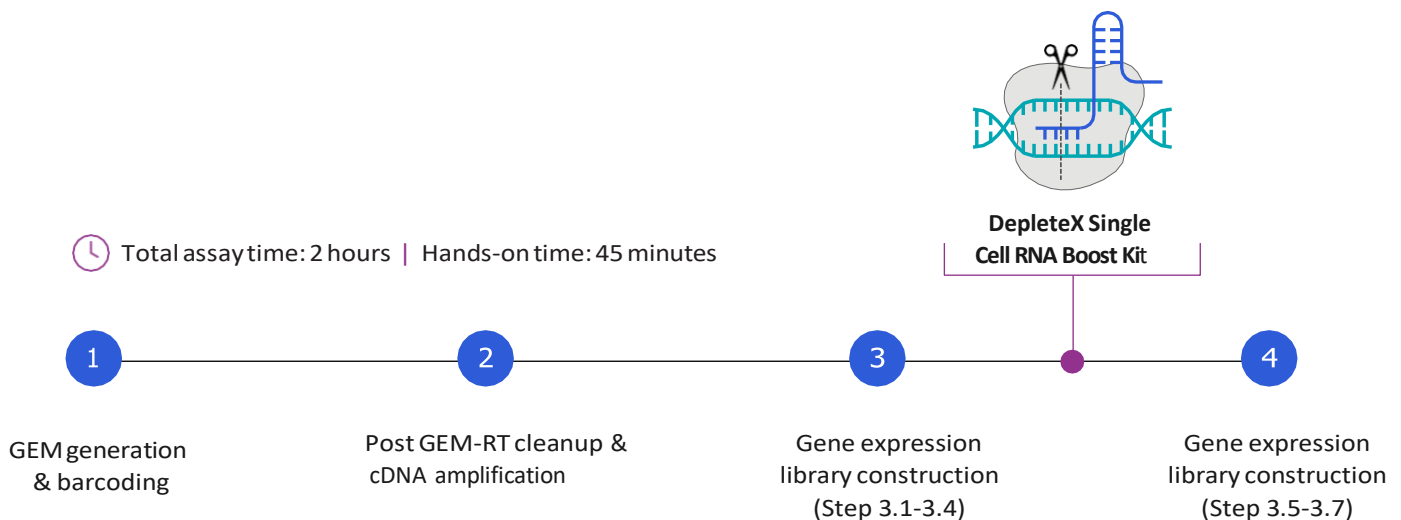 DepleteX Single
Cell RNA Boost Kit
Total assay time: 2 hours | Hands-on time: 45 minutes
1
2
3
4
GEM generation
& barcoding
Post GEM-RT cleanup &
cDNA amplification
Gene expression
library construction
(Step 3.1-3.4)
Gene expression
library construction
(Step 3.5-3.7)